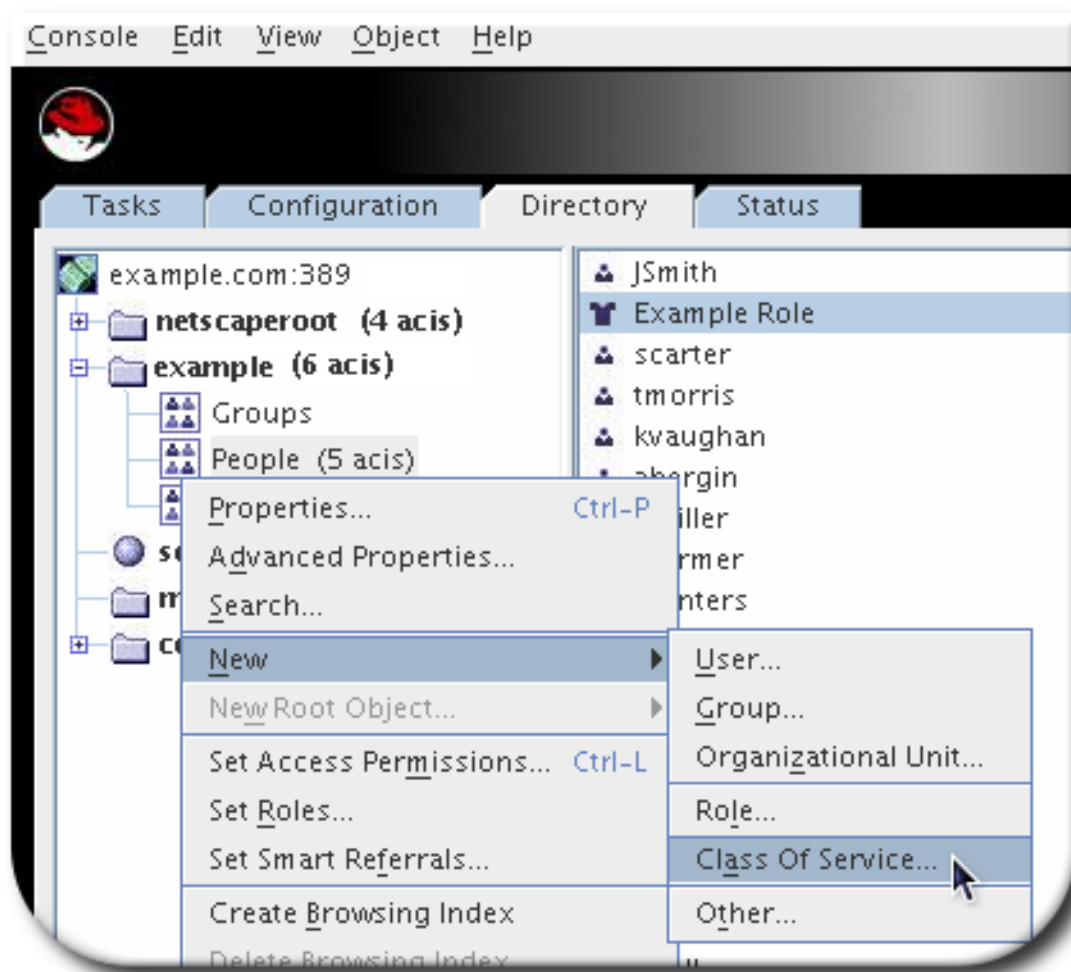 Console Edit View Object Help
Tasks Configuration Directory Status
example.com:389
netscaperoot (4 acis)
example (6 acis)
Groups
People (5 acis)
JSmith
Example Role
scarter
tmorris
kvaughan
Properties... Ctrl-P
Advanced Properties...
Search...
New
New Root Object...
Set Access Permissions... Ctrl-L
Set Roles...
Set Smart Referrals...
Create Browsing Index
Delete Browsing Index
User...
Group...
Organizational Unit...
Role...
Class Of Service...
Other...